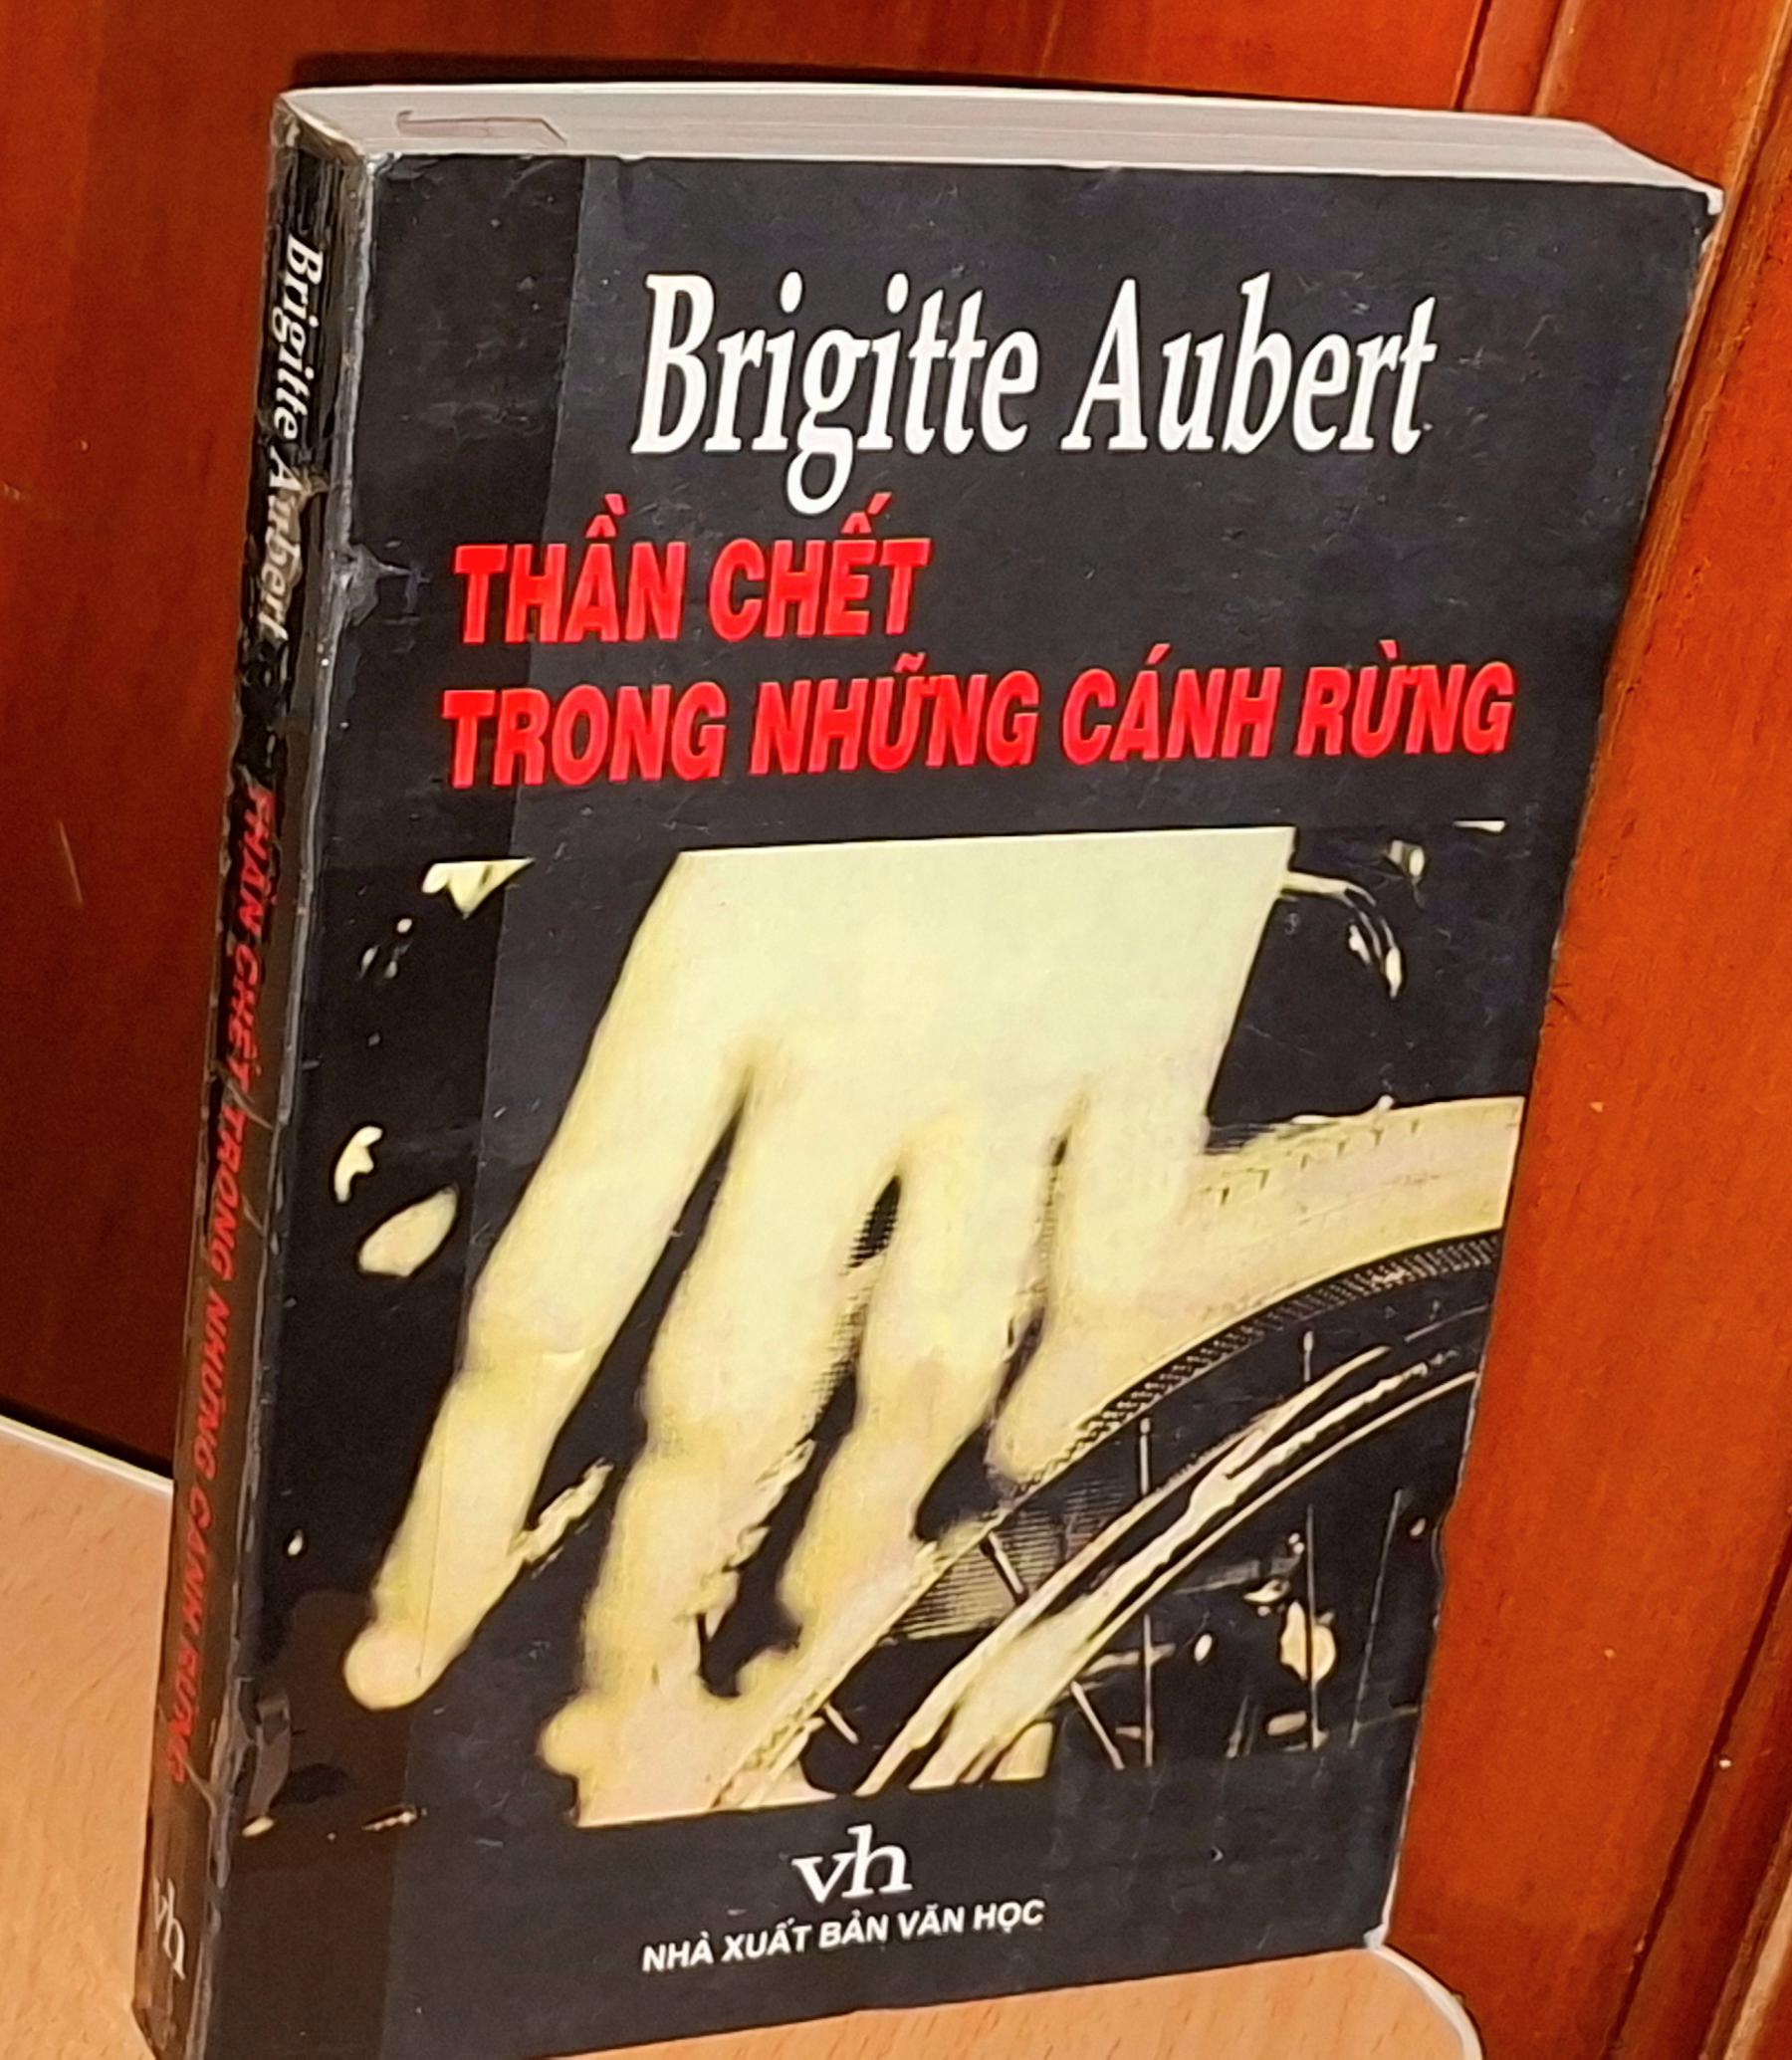 Brigitte Aubert
THẦN CHẾT
TRONG NHỮNG CÁNH RỪNG
vh
NHÀ XUẤT BẢN VĂN HỌC
Brigitte Aubert
THẦN CHẾT TRONG NHỮNG CÁNH RỪNG
vh